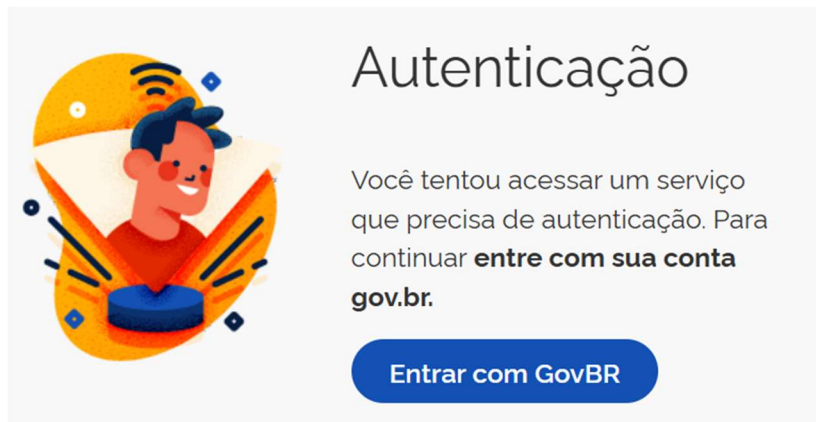 Autenticação
Você tentou acessar um serviço
que precisa de autenticação. Para
continuar entre com sua conta
gov.br.
Entrar com GovBR